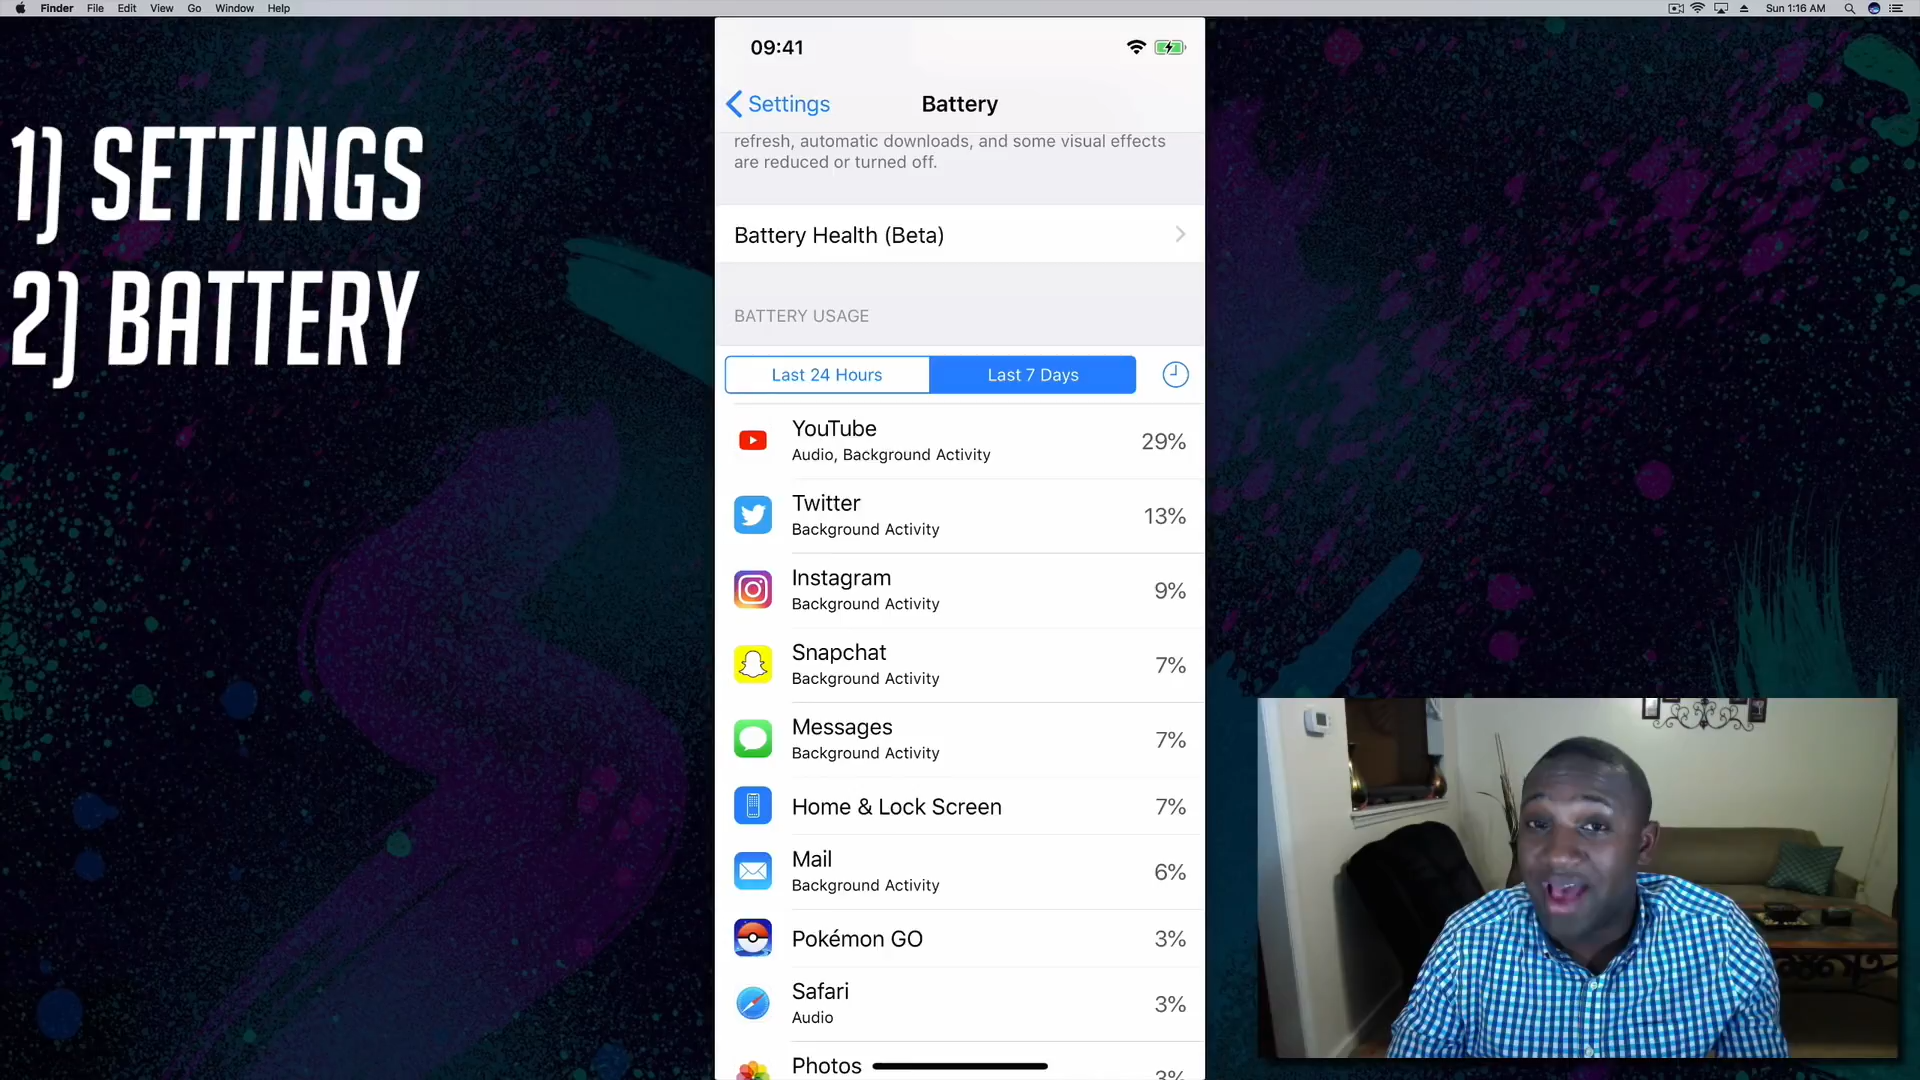 Finder File Edit View Go Window Help Sun 1:16 AM
1) SETTINGS
2) BATTERY
09:41
Settings Battery
refresh, automatic downloads, and some visual effects
are reduced or turned off.
Battery Health (Beta)
BATTERY USAGE
Last 24 Hours Last 7 Days
YouTube 29%
Audio, Background Activity
Twitter 13%
Background Activity
Instagram 9%
Background Activity
Snapchat 7%
Background Activity
Messages 7%
Background Activity
Home & Lock Screen 7%
Mail 6%
Background Activity
Pokémon GO 3%
Safari 3%
Audio
Photos 3%